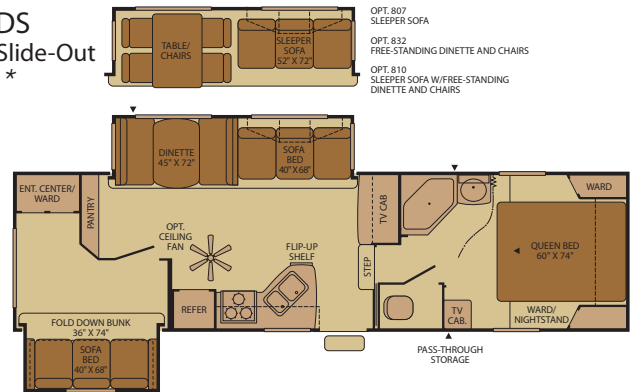 DS
Slide-Out
*
OPT. 807
SLEEPER SOFA
OPT. 832
FREE-STANDING DINETTE AND CHAIRS
OPT. 810
SLEEPER SOFA W/FREE-STANDING
DINETTE AND CHAIRS
TABLE/
CHAIRS
SLEEPER
SOFA
52" X 72"
DINETTE
45" X 72"
SOFA
BED
40"X68"
ENT. CENTER/
WARD
PANTRY
OPT.
CEILING
FAN
FLIP-UP
SHELF
TV CAB
STEP
WARD
QUEEN BED
60" X 74"
REFER
TV
CAB.
WARD/
NIGHTSTAND
FOLD DOWN BUNK
36" X 74"
SOFA
BED
40"X68"
PASS-THROUGH
STORAGE